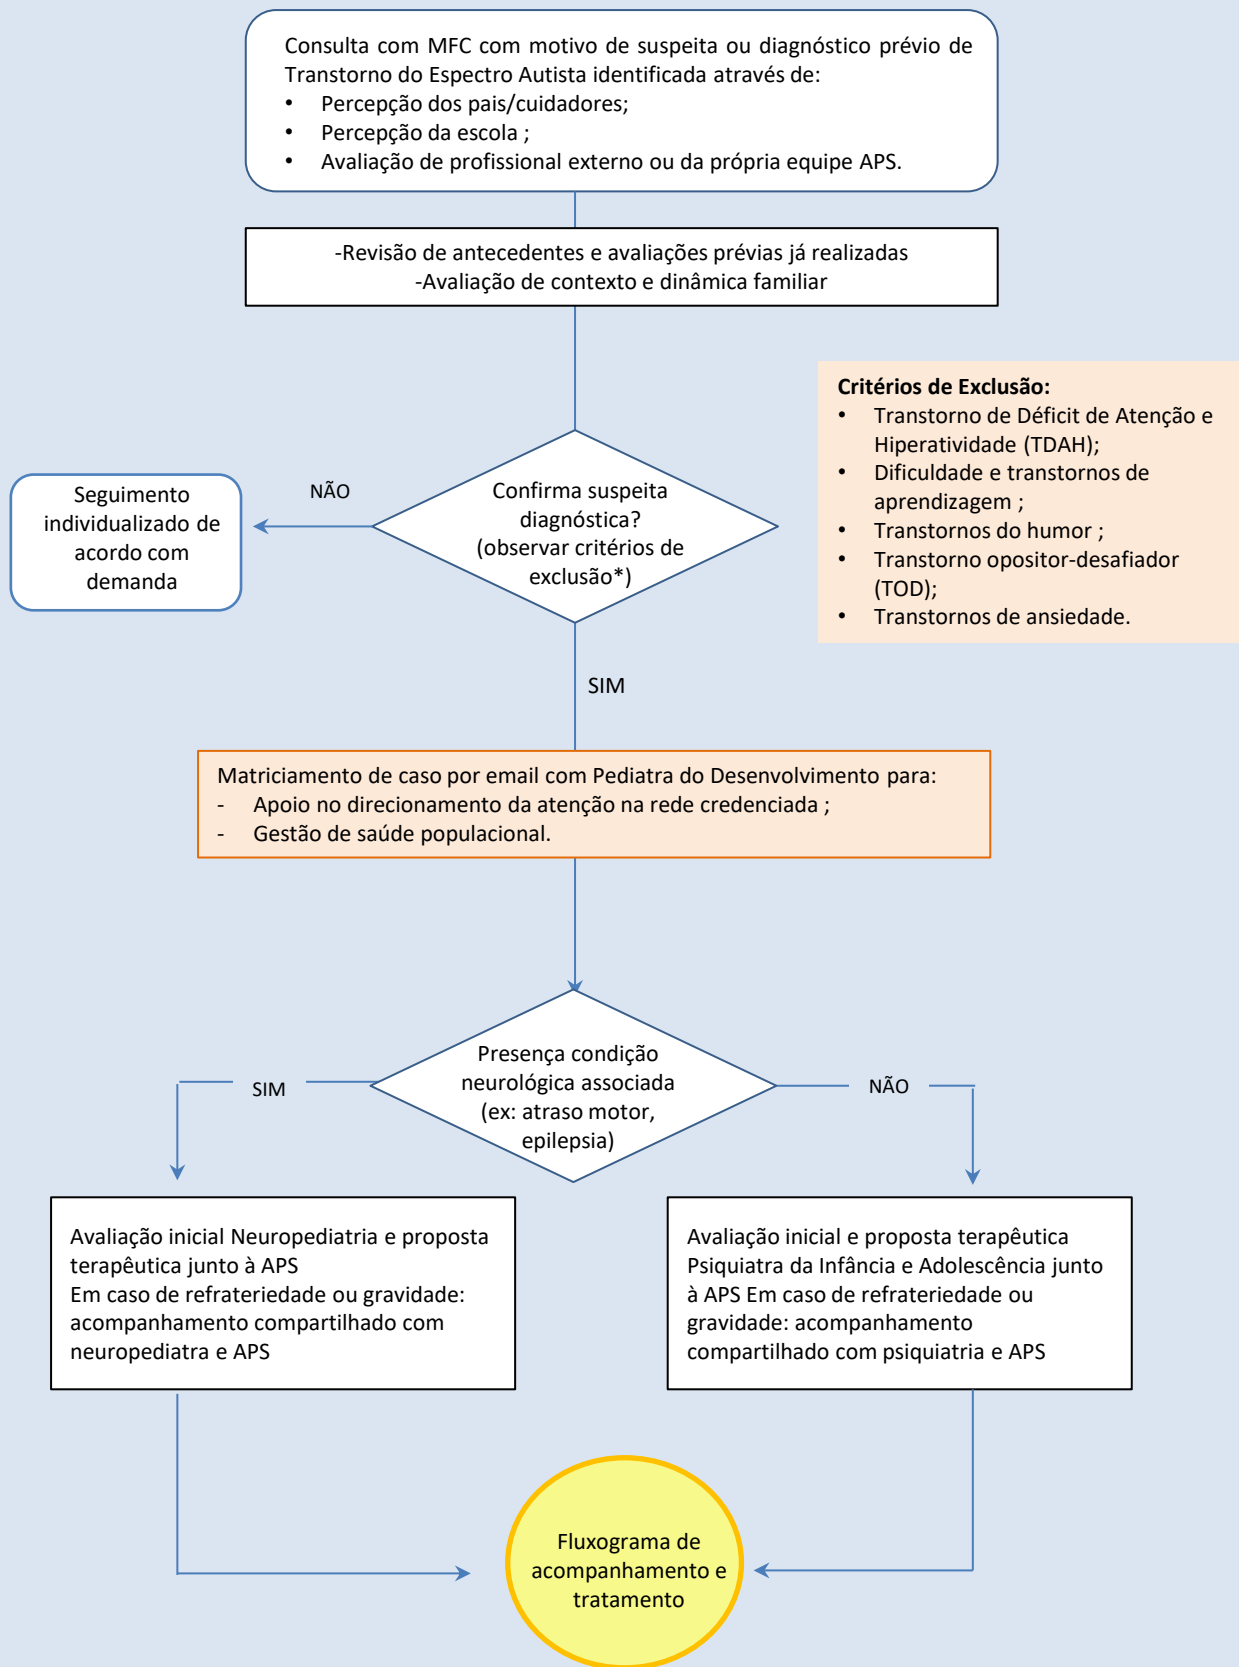 Consulta com MFC com motivo de suspeita ou diagnóstico prévio de
Transtorno do Espectro Autista identificada através de:
• Percepção dos pais/cuidadores;
• Percepção da escola ;
• Avaliação de profissional externo ou da própria equipe APS.
-Revisão de antecedentes e avaliações prévias já realizadas
-Avaliação de contexto e dinâmica familiar
Critérios de Exclusão:
• Transtorno de Déficit de Atenção e
Hiperatividade (TDAH);
• Dificuldade e transtornos de
aprendizagem ;
• Transtornos do humor ;
• Transtorno opositor-desafiador
(TOD);
• Transtornos de ansiedade.
Confirma suspeita
diagnóstica?
(observar critérios de
exclusão*)
NÃO
Seguimento
individualizado de
acordo com
demanda
SIM
Matriciamento de caso por email com Pediatra do Desenvolvimento para:
- Apoio no direcionamento da atenção na rede credenciada ;
- Gestão de saúde populacional.
Presença condição
neurológica associada
(ex: atraso motor,
epilepsia)
SIM
NÃO
Avaliação inicial Neuropediatria e proposta
terapêutica junto à APS
Em caso de refrateriedade ou gravidade:
acompanhamento compartilhado com
neuropediatra e APS
Avaliação inicial e proposta terapêutica
Psiquiatra da Infância e Adolescência junto
à APS Em caso de refrateriedade ou
gravidade: acompanhamento
compartilhado com psiquiatria e APS
Fluxograma de
acompanhamento e
tratamento